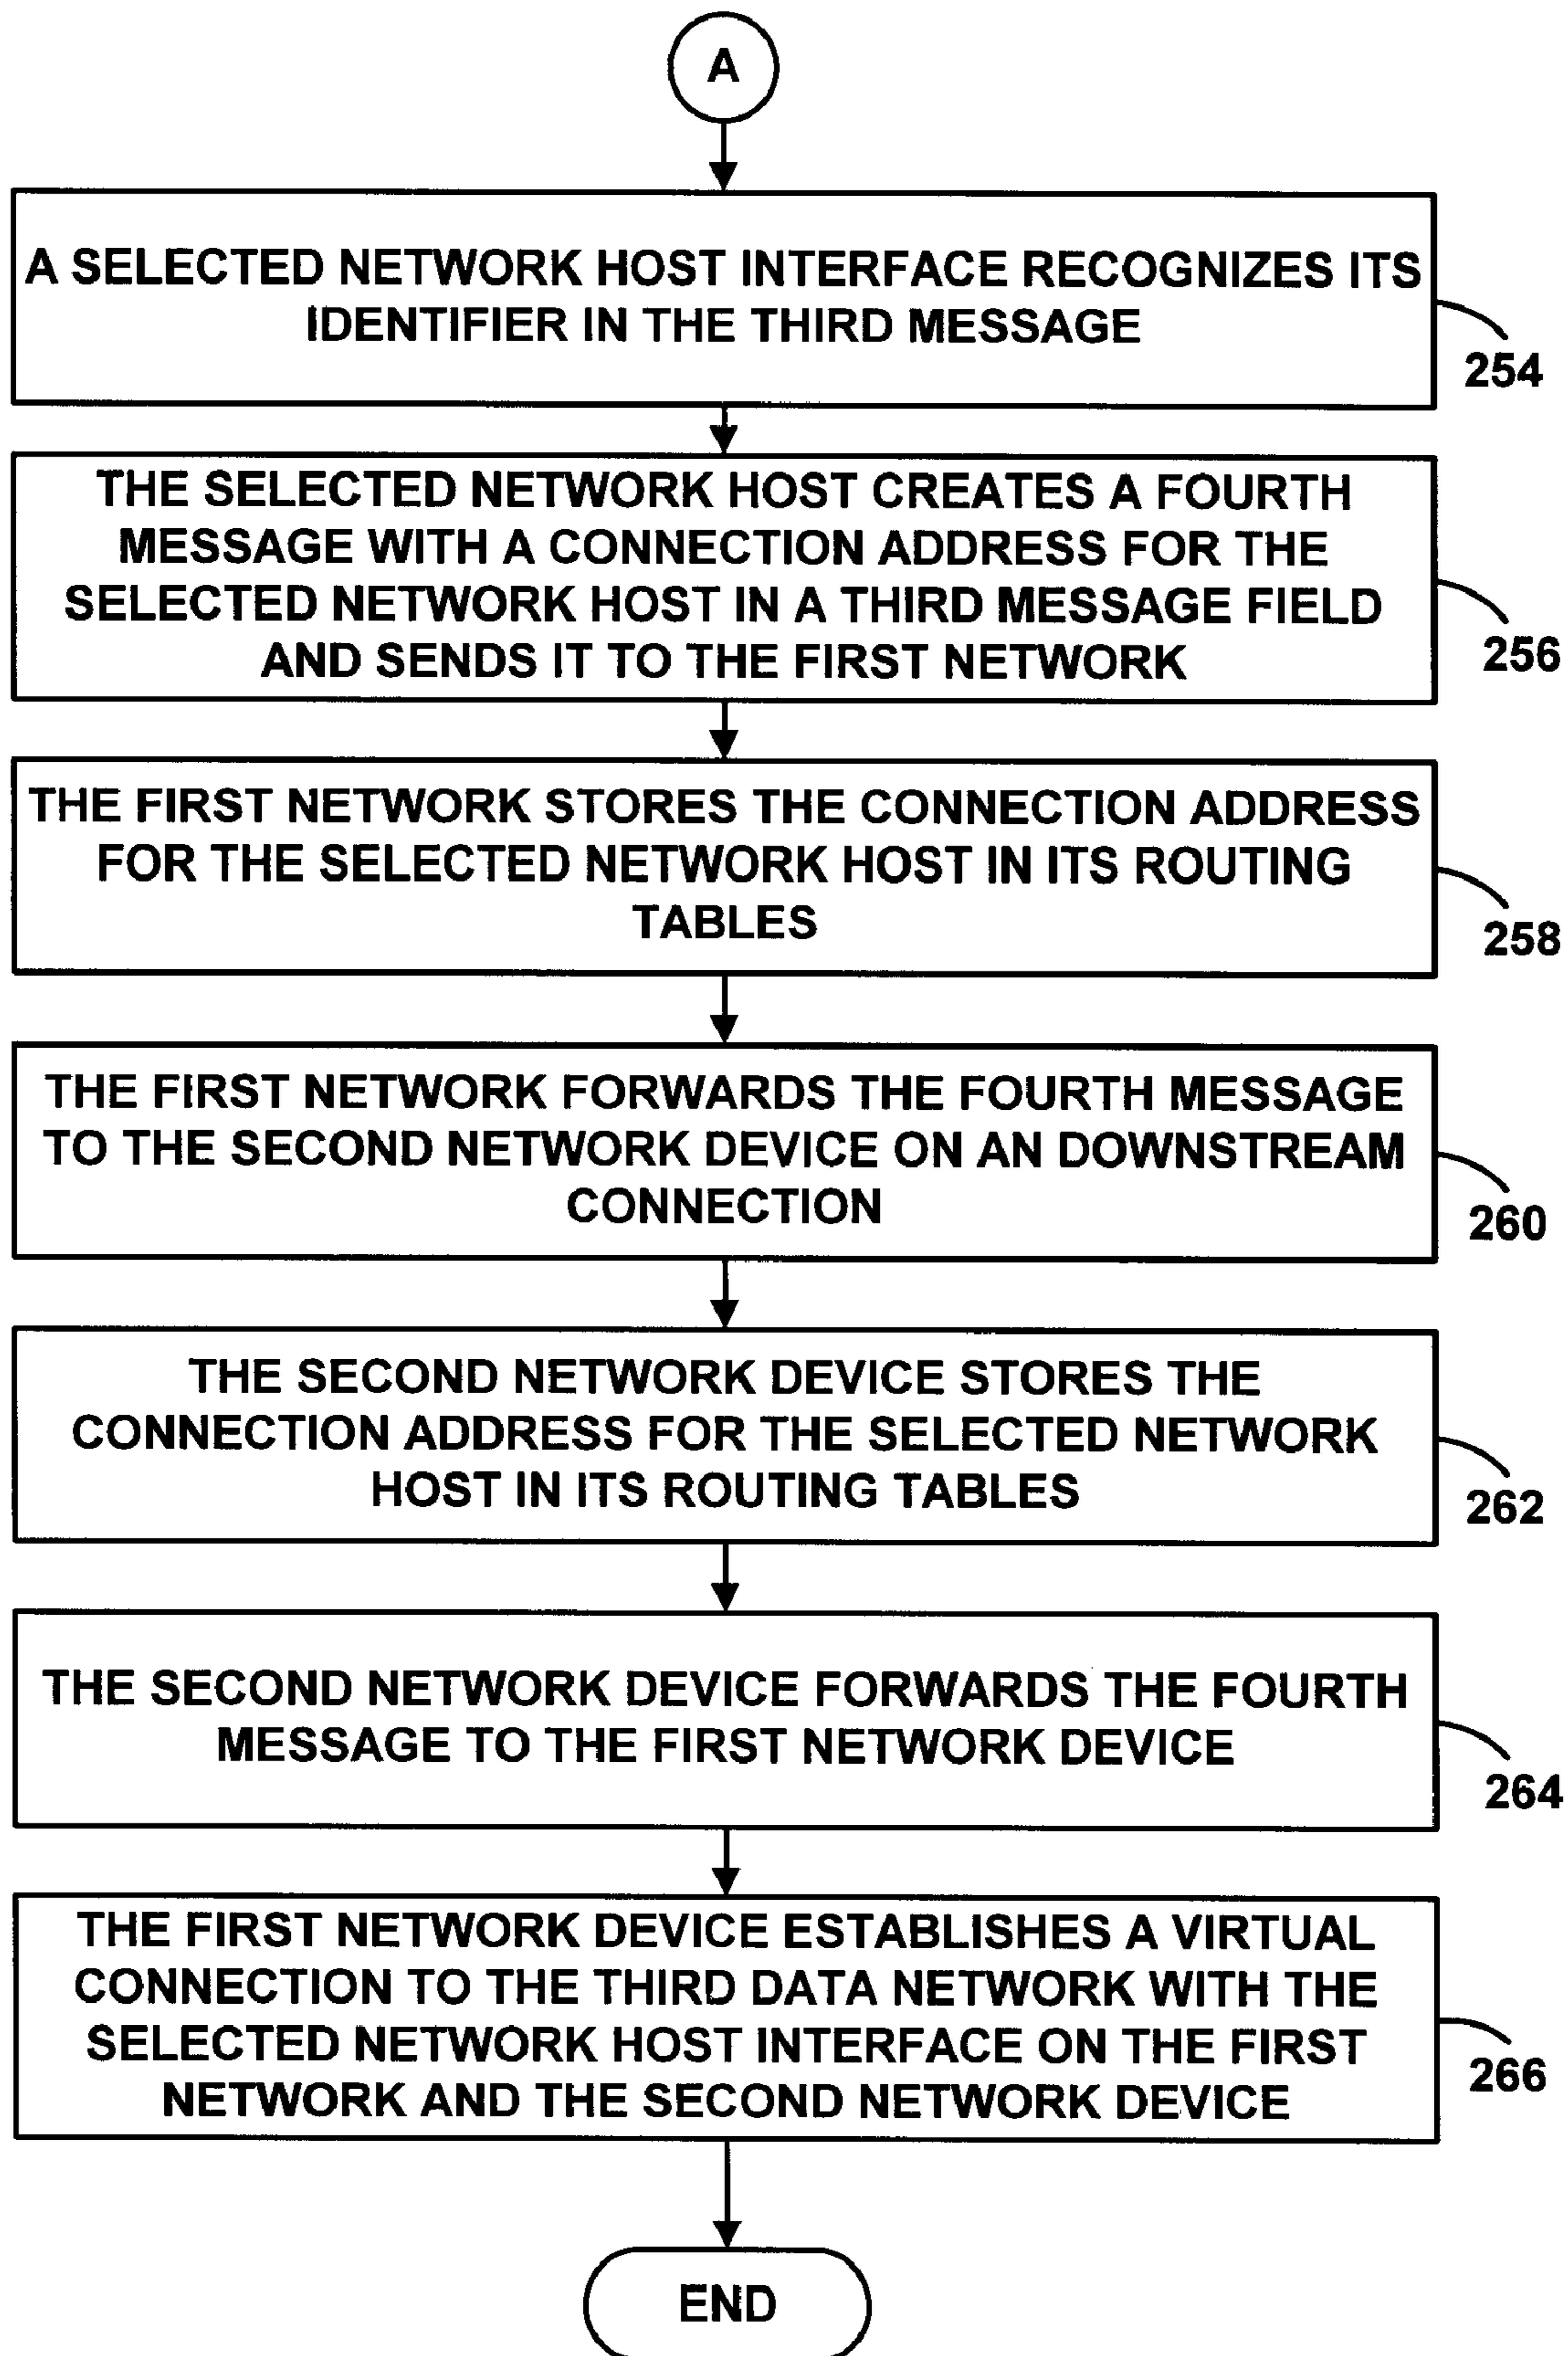 A
A SELECTED NETWORK HOST INTERFACE RECOGNIZES ITS
IDENTIFIER IN THE THIRD MESSAGE
254
THE SELECTED NETWORK HOST CREATES A FOURTH
MESSAGE WITH A CONNECTION ADDRESS FOR THE
SELECTED NETWORK HOST IN A THIRD MESSAGE FIELD
AND SENDS IT TO THE FIRST NETWORK
256
THE FIRST NETWORK STORES THE CONNECTION ADDRESS
FOR THE SELECTED NETWORK HOST IN ITS ROUTING
TABLES
258
THE FIRST NETWORK FORWARDS THE FOURTH MESSAGE
TO THE SECOND NETWORK DEVICE ON AN DOWNSTREAM
CONNECTION
260
THE SECOND NETWORK DEVICE STORES THE
CONNECTION ADDRESS FOR THE SELECTED NETWORK
HOST IN ITS ROUTING TABLES
262
THE SECOND NETWORK DEVICE FORWARDS THE FOURTH
MESSAGE TO THE FIRST NETWORK DEVICE
264
THE FIRST NETWORK DEVICE ESTABLISHES A VIRTUAL
CONNECTION TO THE THIRD DATA NETWORK WITH THE
SELECTED NETWORK HOST INTERFACE ON THE FIRST
NETWORK AND THE SECOND NETWORK DEVICE
266
END